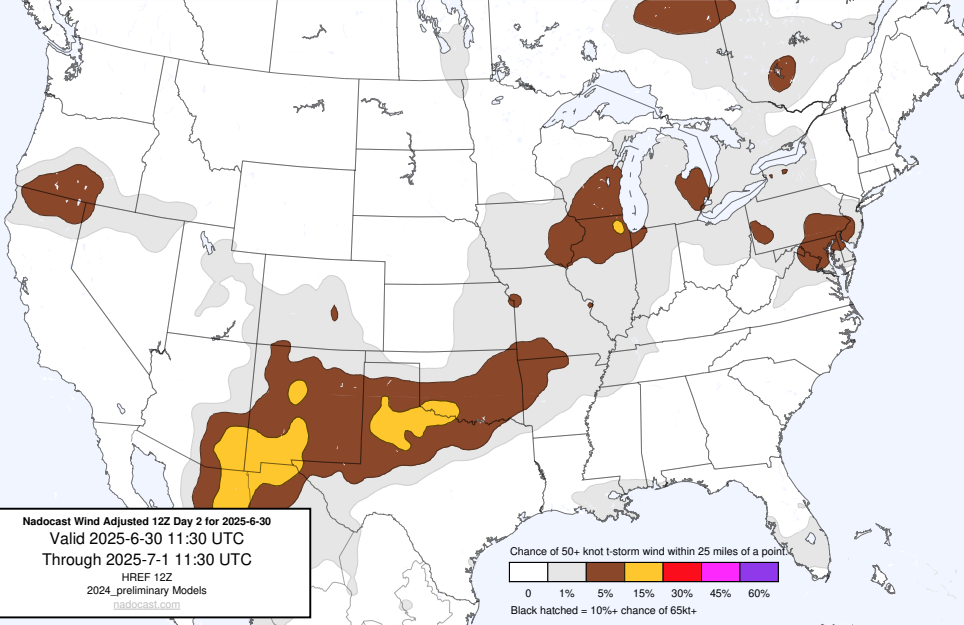 Nadocast Wind Adjusted 12Z Day 2 for 2025-6-30
Valid 2025-6-30 11:30 UTC
Through 2025-7-1 11:30 UTC
HREF 12Z
2024_preliminary Models
nadocast.com
Chance of 50+ knot t-storm wind within 25 miles of a point.
0 1% 5% 15% 30% 45% 60%
Black hatched = 10%+ chance of 65kt+